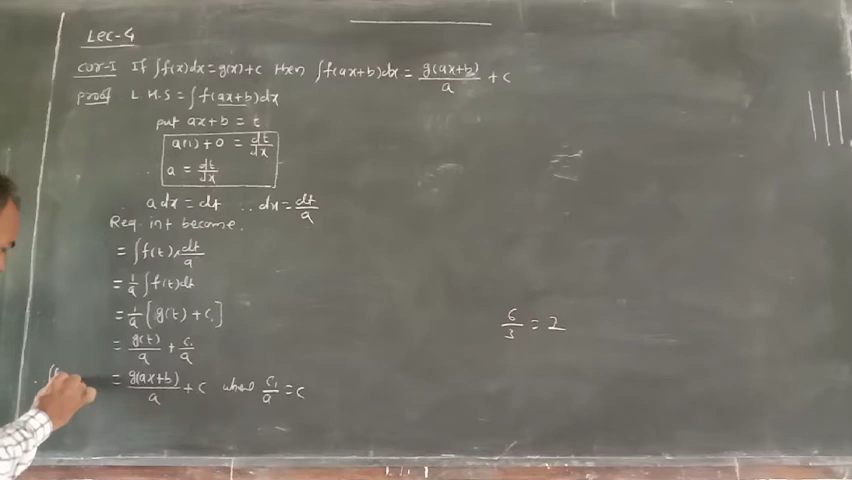 Lec-4
Cor-I If ∫f(x)dx = g(x)+c then ∫f(ax+b)dx = g(ax+b)/a + c
proof L.H.S = ∫f(ax+b)dx
put ax+b = t
a(1)+0 = dt/dx
a = dt/dx
adx = dt ∴ dx = dt/a
Req. int become,
= ∫f(t) × dt/a
= 1/a ∫f(t)dt
= 1/a [g(t) + c₁]
= g(t)/a + c₁/a
= g(ax+b)/a + c where c₁/a = c
6/3 = 2